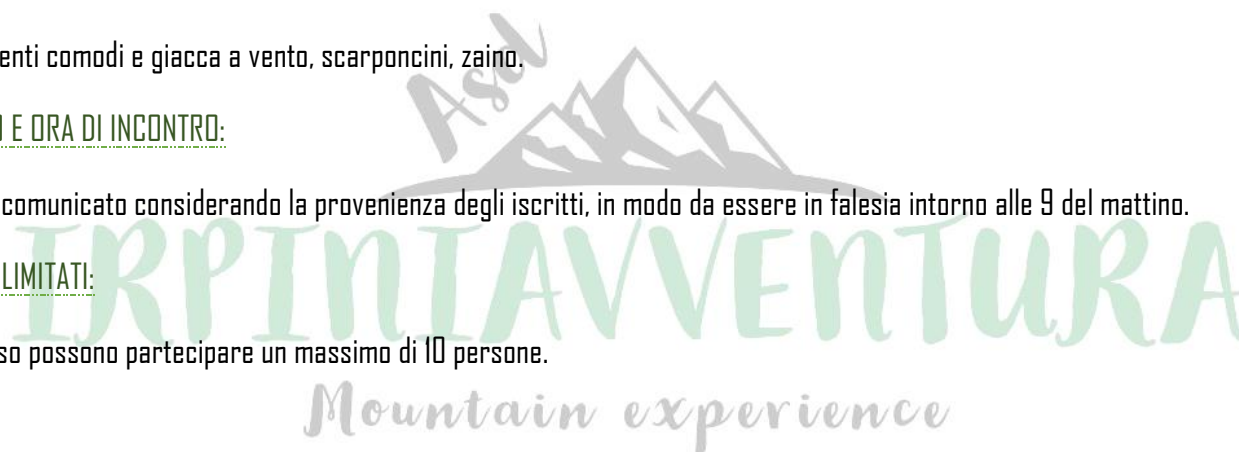 enti comodi e giacca a vento, scarponcini, zaino.
Asd
E ORA DI INCONTRO:
comunicato considerando la provenienza degli iscritti, in modo da essere in falesia intorno alle 9 del mattino.
IRPINIAVVENTURA
LIMITATI:
so possono partecipare un massimo di 10 persone.
Mountain experience